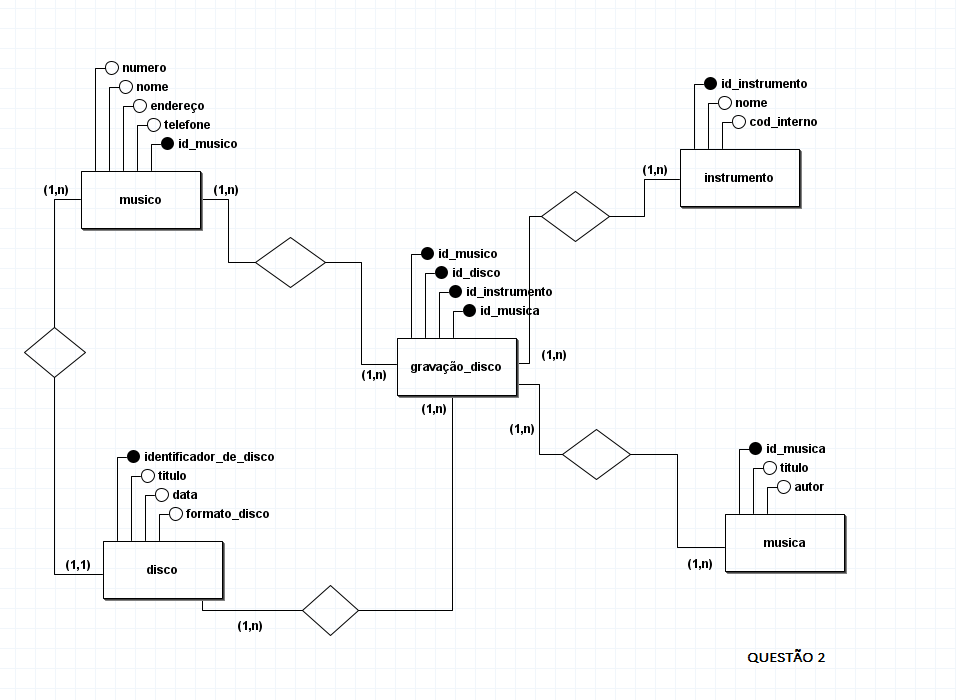 numero
nome
endereço
telefone
id_musico
(1,n)
musico
(1,n)
id_instrumento
nome
cod_interno
(1,n)
instrumento
id_musico
id_disco
id_instrumento
id_musica
gravação_disco
(1,n)
(1,n)
(1,n)
(1,n)
identificador_de_disco
titulo
data
formato_disco
(1,1)
disco
(1,n)
id_musica
titulo
autor
musica
(1,n)
QUESTÃO 2